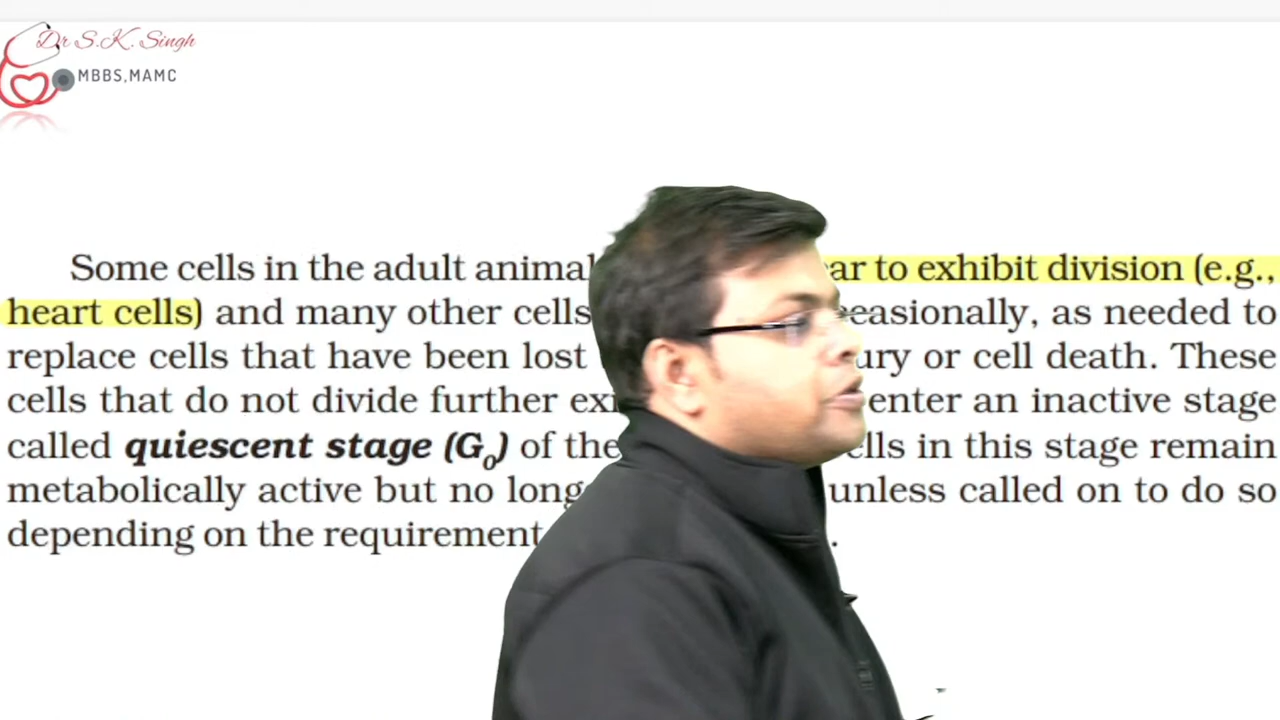 Dr S.K. Singh
MBBS,MAMC
Some cells in the adult animal ear to exhibit division (e.g.,
heart cells) and many other cells casionally, as needed to
replace cells that have been lost ury or cell death. These
cells that do not divide further enter an inactive stage
called quiescent stage (G0) of the ells in this stage remain
metabolically active but no long unless called on to do so
depending on the requirement .